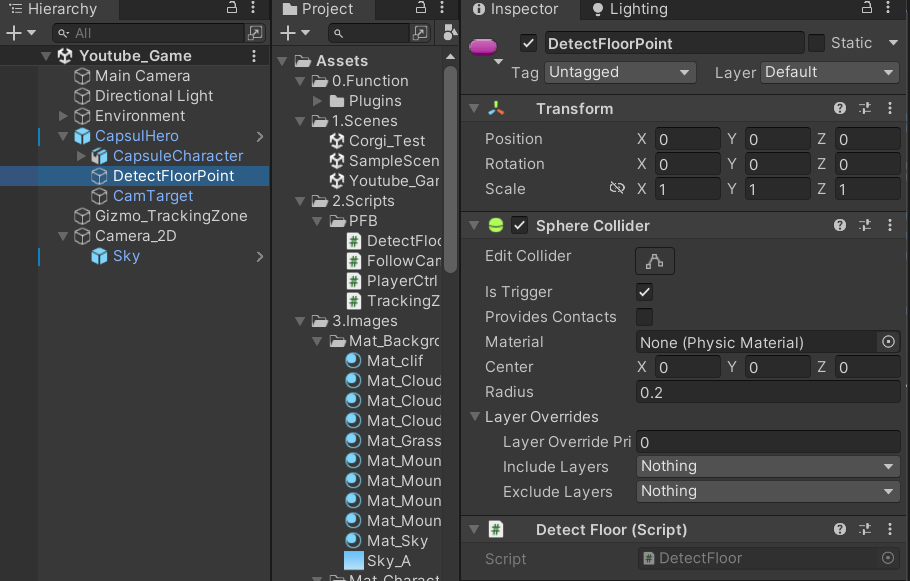 Hierarchy
All
Youtube_Game
Main Camera
Directional Light
Environment
CapsulHero
CapsuleCharacter
DetectFloorPoint
CamTarget
Gizmo_TrackingZone
Camera_2D
Sky
Project
Assets
0.Function
Plugins
1.Scenes
Corgi_Test
SampleScen
Youtube_Gar
2.Scripts
PFB
DetectFloo
FollowCan
PlayerCtrl
TrackingZ
3.Images
Mat_Backgro
Mat_clif
Mat_Cloud
Mat_Cloud
Mat_Cloud
Mat_Grass
Mat_Moun
Mat_Moun
Mat_Moun
Mat_Moun
Mat_Sky
Sky_A
Mat_Charact
Inspector Lighting
DetectFloorPoint Static
Tag Untagged Layer Default
Transform
Position X 0 Y 0 Z 0
Rotation X 0 Y 0 Z 0
Scale X 1 Y 1 Z 1
Sphere Collider
Edit Collider
Is Trigger
Provides Contacts
Material None (Physic Material)
Center X 0 Y 0 Z 0
Radius 0.2
Layer Overrides
Layer Override Pri 0
Include Layers Nothing
Exclude Layers Nothing
# Detect Floor (Script)
Script # DetectFloor